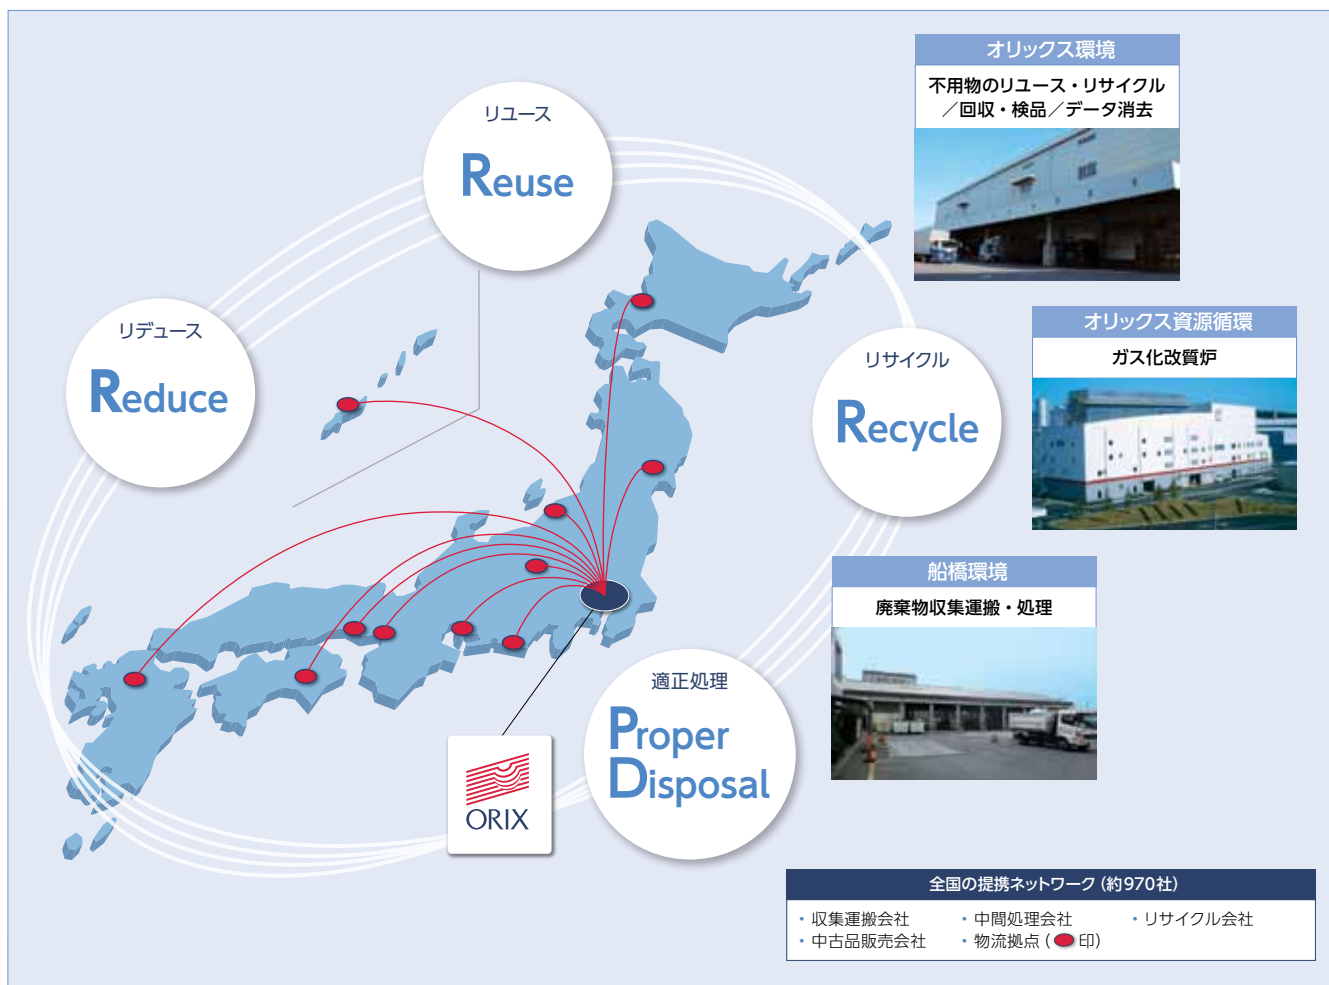 オリックス環境
不用物のリユース・リサイクル
／回収・検品／データ消去
リユース
Reuse
リデュース
Reduce
リサイクル
Recycle
オリックス資源循環
ガス化改質炉
船橋環境
廃棄物収集運搬・処理
適正処理
Proper
Disposal
ORIX
全国の提携ネットワーク（約970社）
・収集運搬会社 ・中間処理会社 ・リサイクル会社
・中古品販売会社 ・物流拠点（ 印）